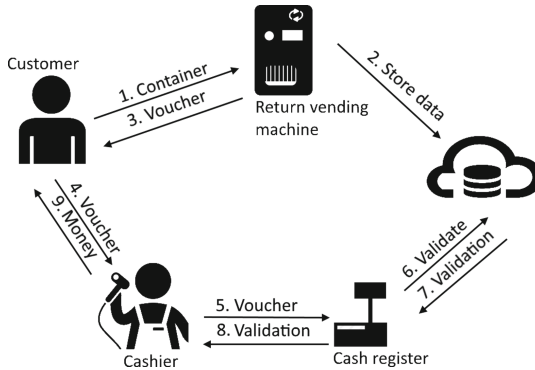 Customer
1. Container
3. Voucher
Return vending
machine
2. Store data
4. Voucher
9. Money
6. Validate
7. Validation
5. Voucher
8. Validation
Cashier
Cash register